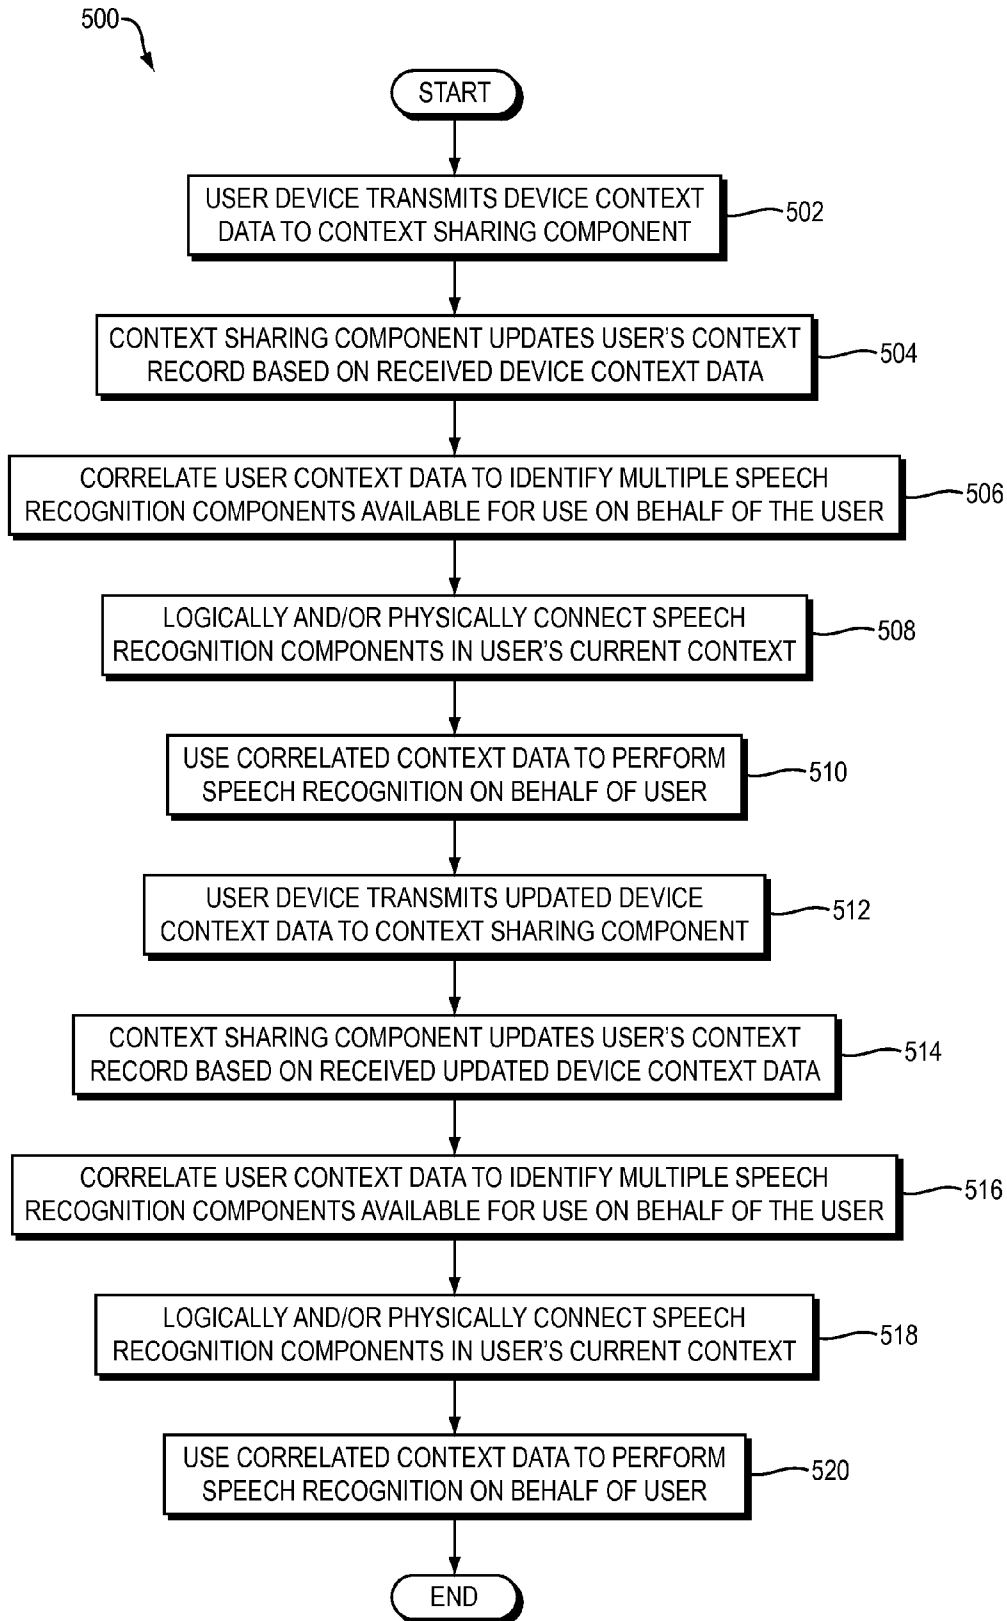 500
START
USER DEVICE TRANSMITS DEVICE CONTEXT
DATA TO CONTEXT SHARING COMPONENT
502
CONTEXT SHARING COMPONENT UPDATES USER'S CONTEXT
RECORD BASED ON RECEIVED DEVICE CONTEXT DATA
504
CORRELATE USER CONTEXT DATA TO IDENTIFY MULTIPLE SPEECH
RECOGNITION COMPONENTS AVAILABLE FOR USE ON BEHALF OF THE USER
506
LOGICALLY AND/OR PHYSICALLY CONNECT SPEECH
RECOGNITION COMPONENTS IN USER'S CURRENT CONTEXT
508
USE CORRELATED CONTEXT DATA TO PERFORM
SPEECH RECOGNITION ON BEHALF OF USER
510
USER DEVICE TRANSMITS UPDATED DEVICE
CONTEXT DATA TO CONTEXT SHARING COMPONENT
512
CONTEXT SHARING COMPONENT UPDATES USER'S CONTEXT
RECORD BASED ON RECEIVED UPDATED DEVICE CONTEXT DATA
514
CORRELATE USER CONTEXT DATA TO IDENTIFY MULTIPLE SPEECH
RECOGNITION COMPONENTS AVAILABLE FOR USE ON BEHALF OF THE USER
516
LOGICALLY AND/OR PHYSICALLY CONNECT SPEECH
RECOGNITION COMPONENTS IN USER'S CURRENT CONTEXT
518
USE CORRELATED CONTEXT DATA TO PERFORM
SPEECH RECOGNITION ON BEHALF OF USER
520
END